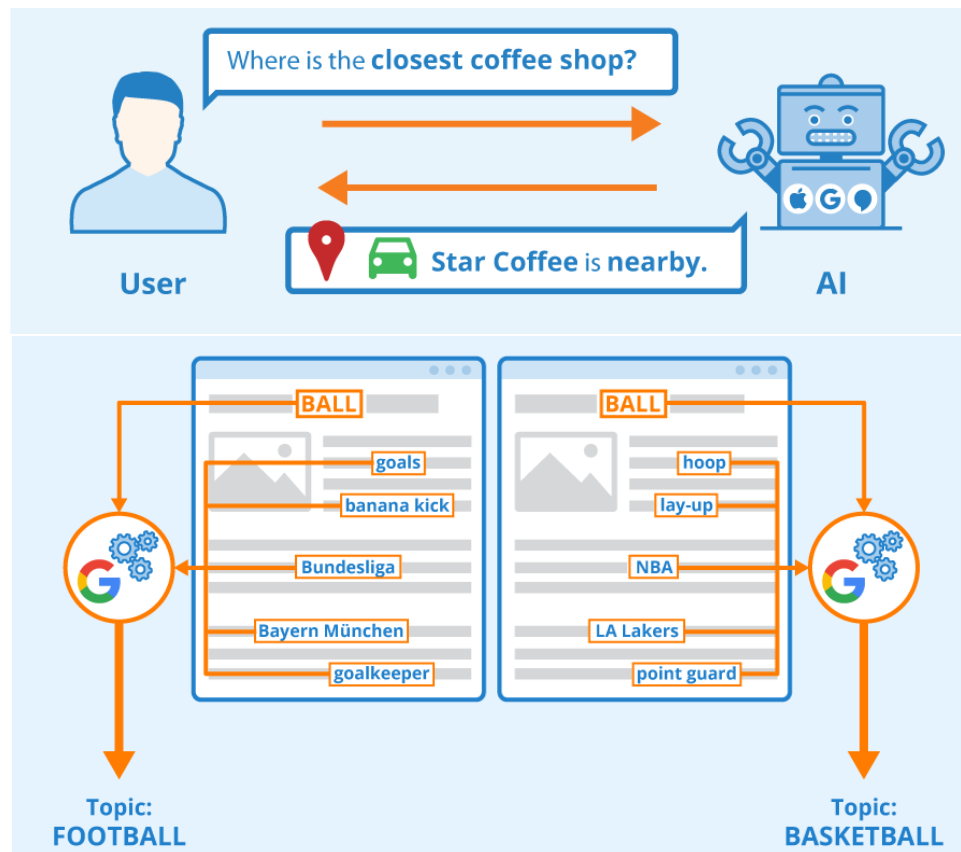 Where is the closest coffee shop?
Star Coffee is nearby.
User
AI
BALL
goals
banana kick
Bundesliga
Bayern München
goalkeeper
Topic:
FOOTBALL
BALL
hoop
lay-up
NBA
LA Lakers
point guard
Topic:
BASKETBALL